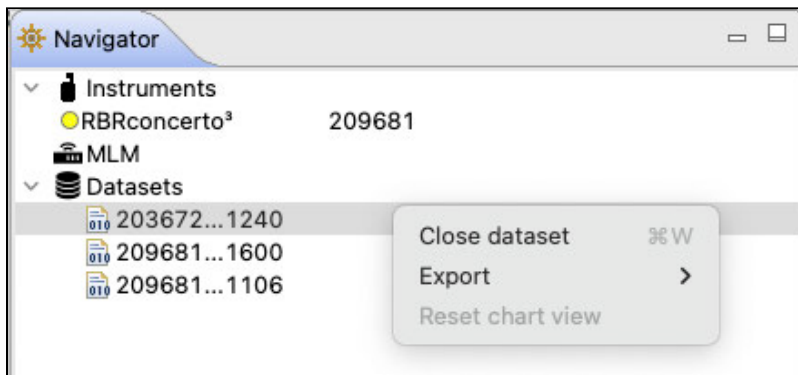 Navigator
Instruments
RBRconcerto³ 209681
MLM
Datasets
203672...1240
209681...1600
209681...1106
Close dataset ⌘W
Export >
Reset chart view